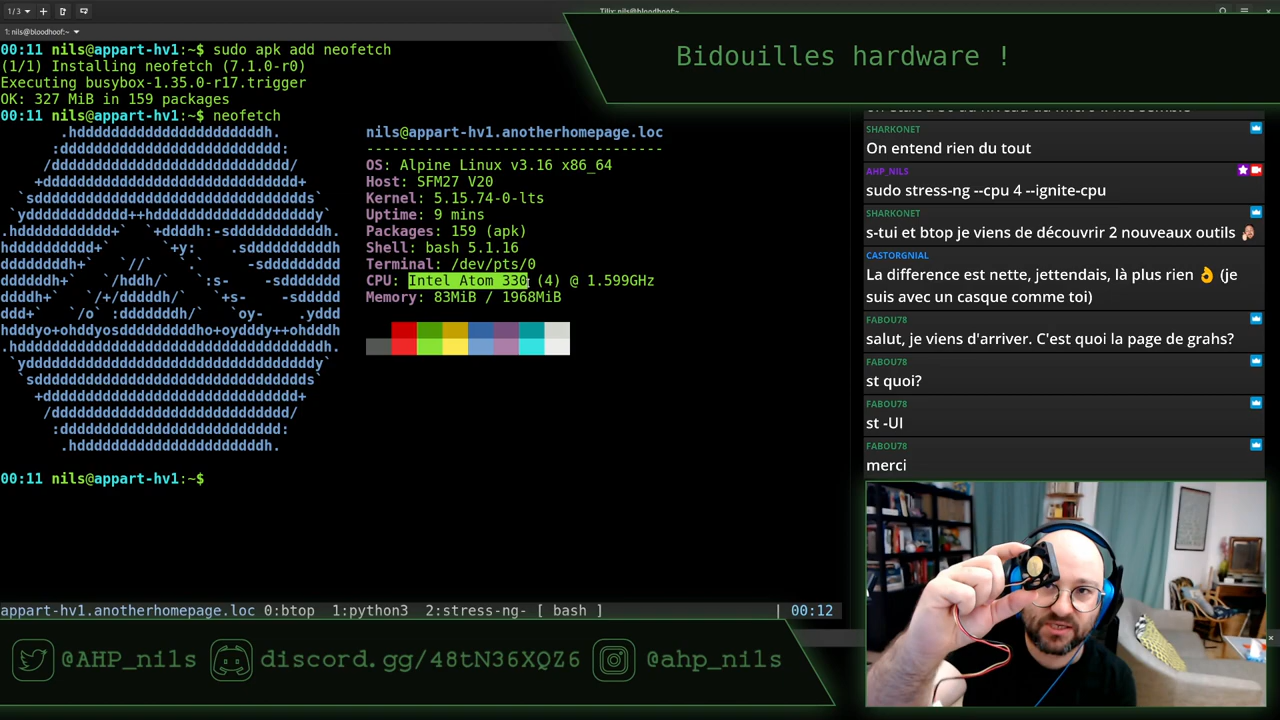 1 / 3
Tilix: nils@bloodhoof:~
1: nils@bloodhoof:~
00:11 nils@appart-hv1:~$ sudo apk add neofetch
(1/1) Installing neofetch (7.1.0-r0)
Executing busybox-1.35.0-r17.trigger
OK: 327 MiB in 159 packages
00:11 nils@appart-hv1:~$ neofetch
nils@appart-hv1.anotherhomepage.loc
-----------------------------------
OS: Alpine Linux v3.16 x86_64
Host: SFM27 V20
Kernel: 5.15.74-0-lts
Uptime: 9 mins
Packages: 159 (apk)
Shell: bash 5.1.16
Terminal: /dev/pts/0
CPU: Intel Atom 330 (4) @ 1.599GHz
Memory: 83MiB / 1968MiB
00:11 nils@appart-hv1:~$
appart-hv1.anotherhomepage.loc 0:btop 1:python3 2:stress-ng- [ bash ] | 00:12
Bidouilles hardware !
SHARKONET
On entend rien du tout
AHP_NILS
sudo stress-ng --cpu 4 --ignite-cpu
SHARKONET
s-tui et btop je viens de découvrir 2 nouveaux outils
CASTORGNIAL
La difference est nette, jettendais, là plus rien 👌 (je
suis avec un casque comme toi)
FABOU78
salut, je viens d'arriver. C'est quoi la page de grahs?
FABOU78
st quoi?
FABOU78
st -UI
FABOU78
merci
@AHP_nils discord.gg/48tN36XQZ6 @ahp_nils